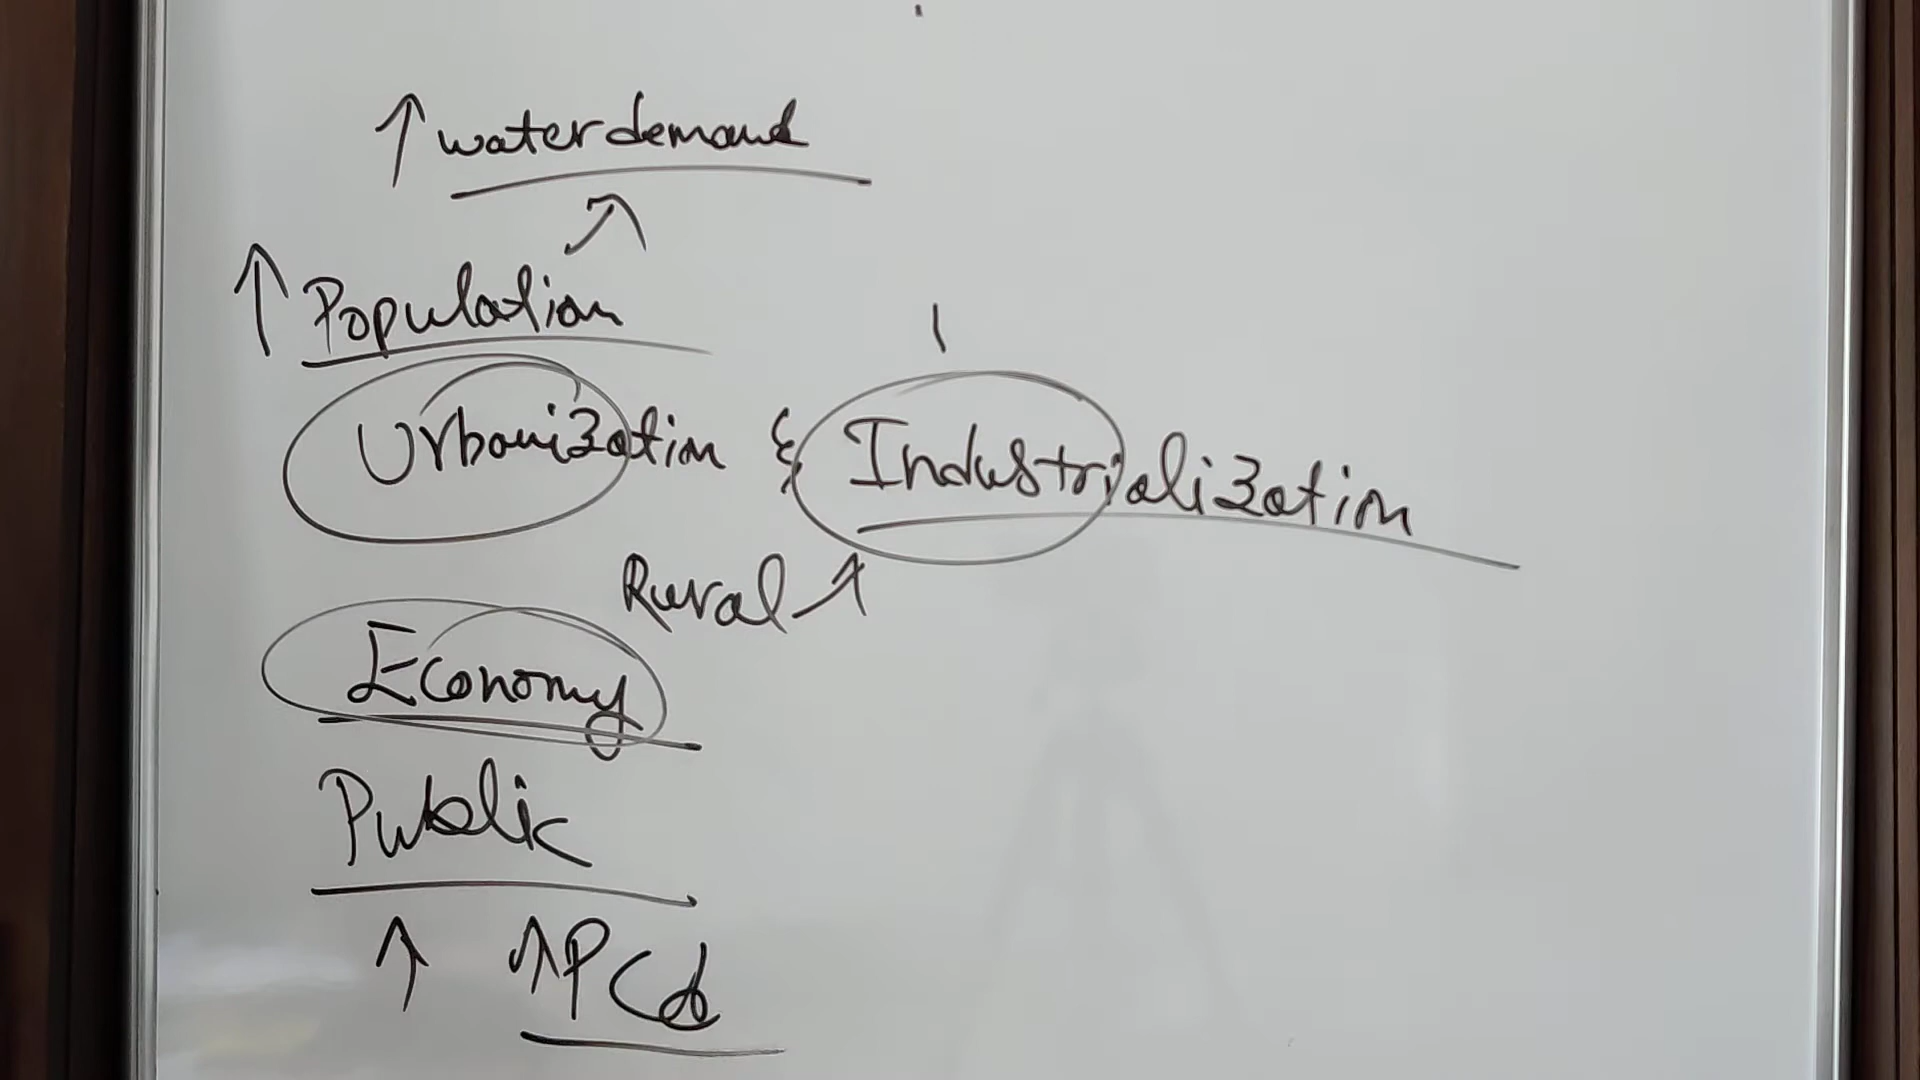 ↑ water demand
↑ Population
Urbanization & Industrialization
Rural ↑
Economy
Public
↑ ↑ PCd